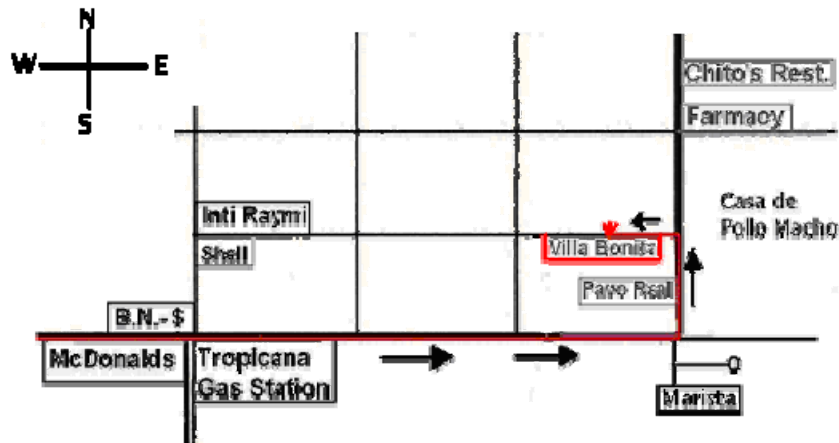 N
W E
S
Chito's Rest.
Farmacy
Casa de
Pollo Macho
Inti Raymi
Shell
Villa Bonita
Pavo Real
B.N.-$
McDonalds
Tropicana
Gas Station
Marista